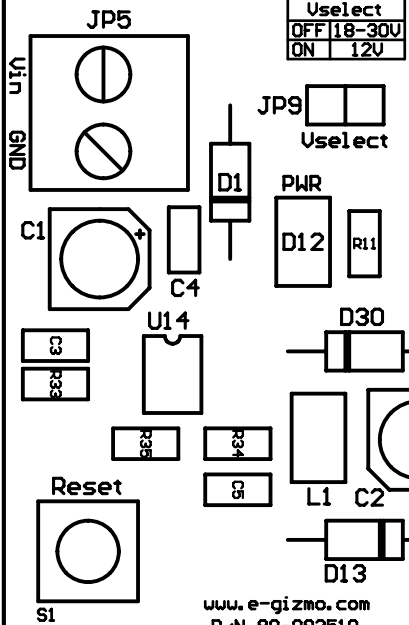 Vselect
OFF 18-30V
ON 12V
JP5
Vin
GND
JP9
Vselect
D1
PWR
D12
R11
C1
+
C4
U14
D30
C3
R33
R35
R34
C5
L1
C2
Reset
S1
D13
www.e-gizmo.com